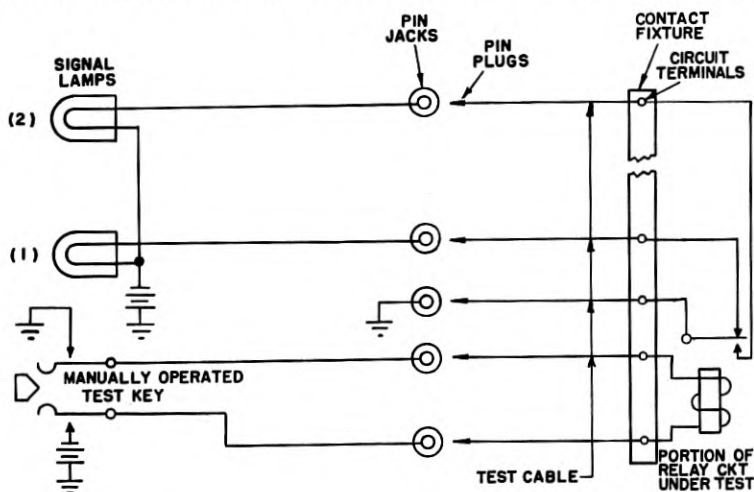 PIN
JACKS
CONTACT
FIXTURE
SIGNAL
LAMPS
PIN
PLUGS
CIRCUIT
TERMINALS
(2)
(1)
MANUALLY OPERATED
TEST KEY
TEST CABLE
PORTION OF
RELAY CKT
UNDER TEST